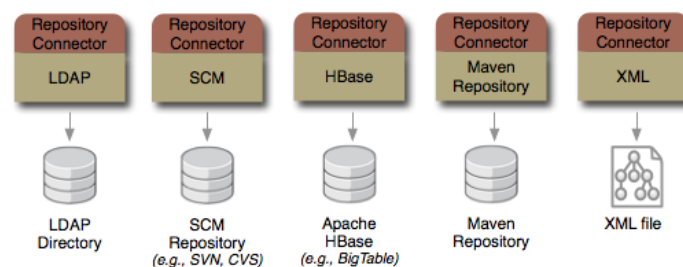 Repository
Connector
LDAP
Repository
Connector
SCM
Repository
Connector
HBase
Repository
Connector
Maven
Repository
Repository
Connector
XML
LDAP
Directory
SCM
Repository
(e.g., SVN, CVS)
Apache
HBase
(e.g., BigTable)
Maven
Repository
XML file